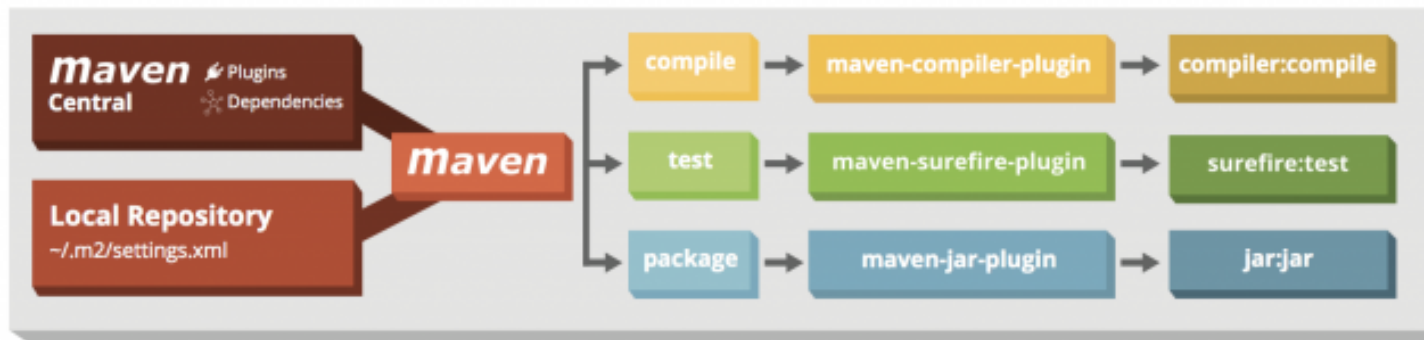 maven
Central
Plugins
Dependencies
Local Repository
~/.m2/settings.xml
maven
compile
maven-compiler-plugin
compiler:compile
test
maven-surefire-plugin
surefire:test
package
maven-jar-plugin
jar:jar